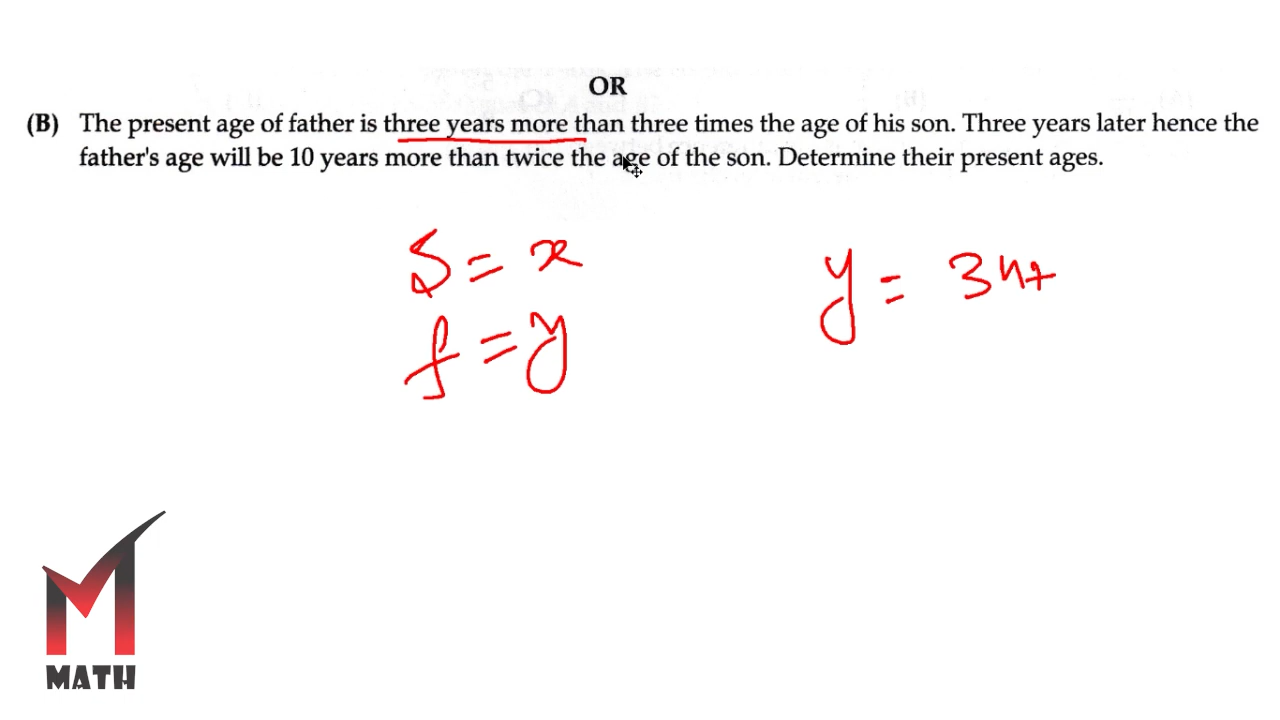 OR
(B) The present age of father is three years more than three times the age of his son. Three years later hence the
father's age will be 10 years more than twice the age of the son. Determine their present ages.
S = x
y = 3x+
f = y
MATH